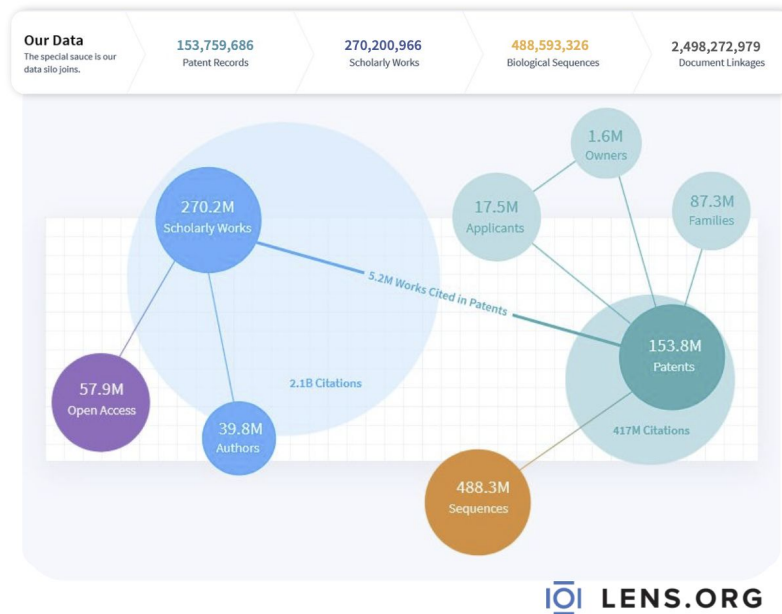 Our Data
The special sauce is our
data silo joins.
153,759,686
Patent Records
270,200,966
Scholarly Works
488,593,326
Biological Sequences
2,498,272,979
Document Linkages
1.6M
Owners
270.2M
Scholarly Works
17.5M
Applicants
87.3M
Families
5.2M Works Cited in Patents
153.8M
Patents
57.9M
Open Access
2.1B Citations
39.8M
Authors
417M Citations
488.3M
Sequences
LENS.ORG